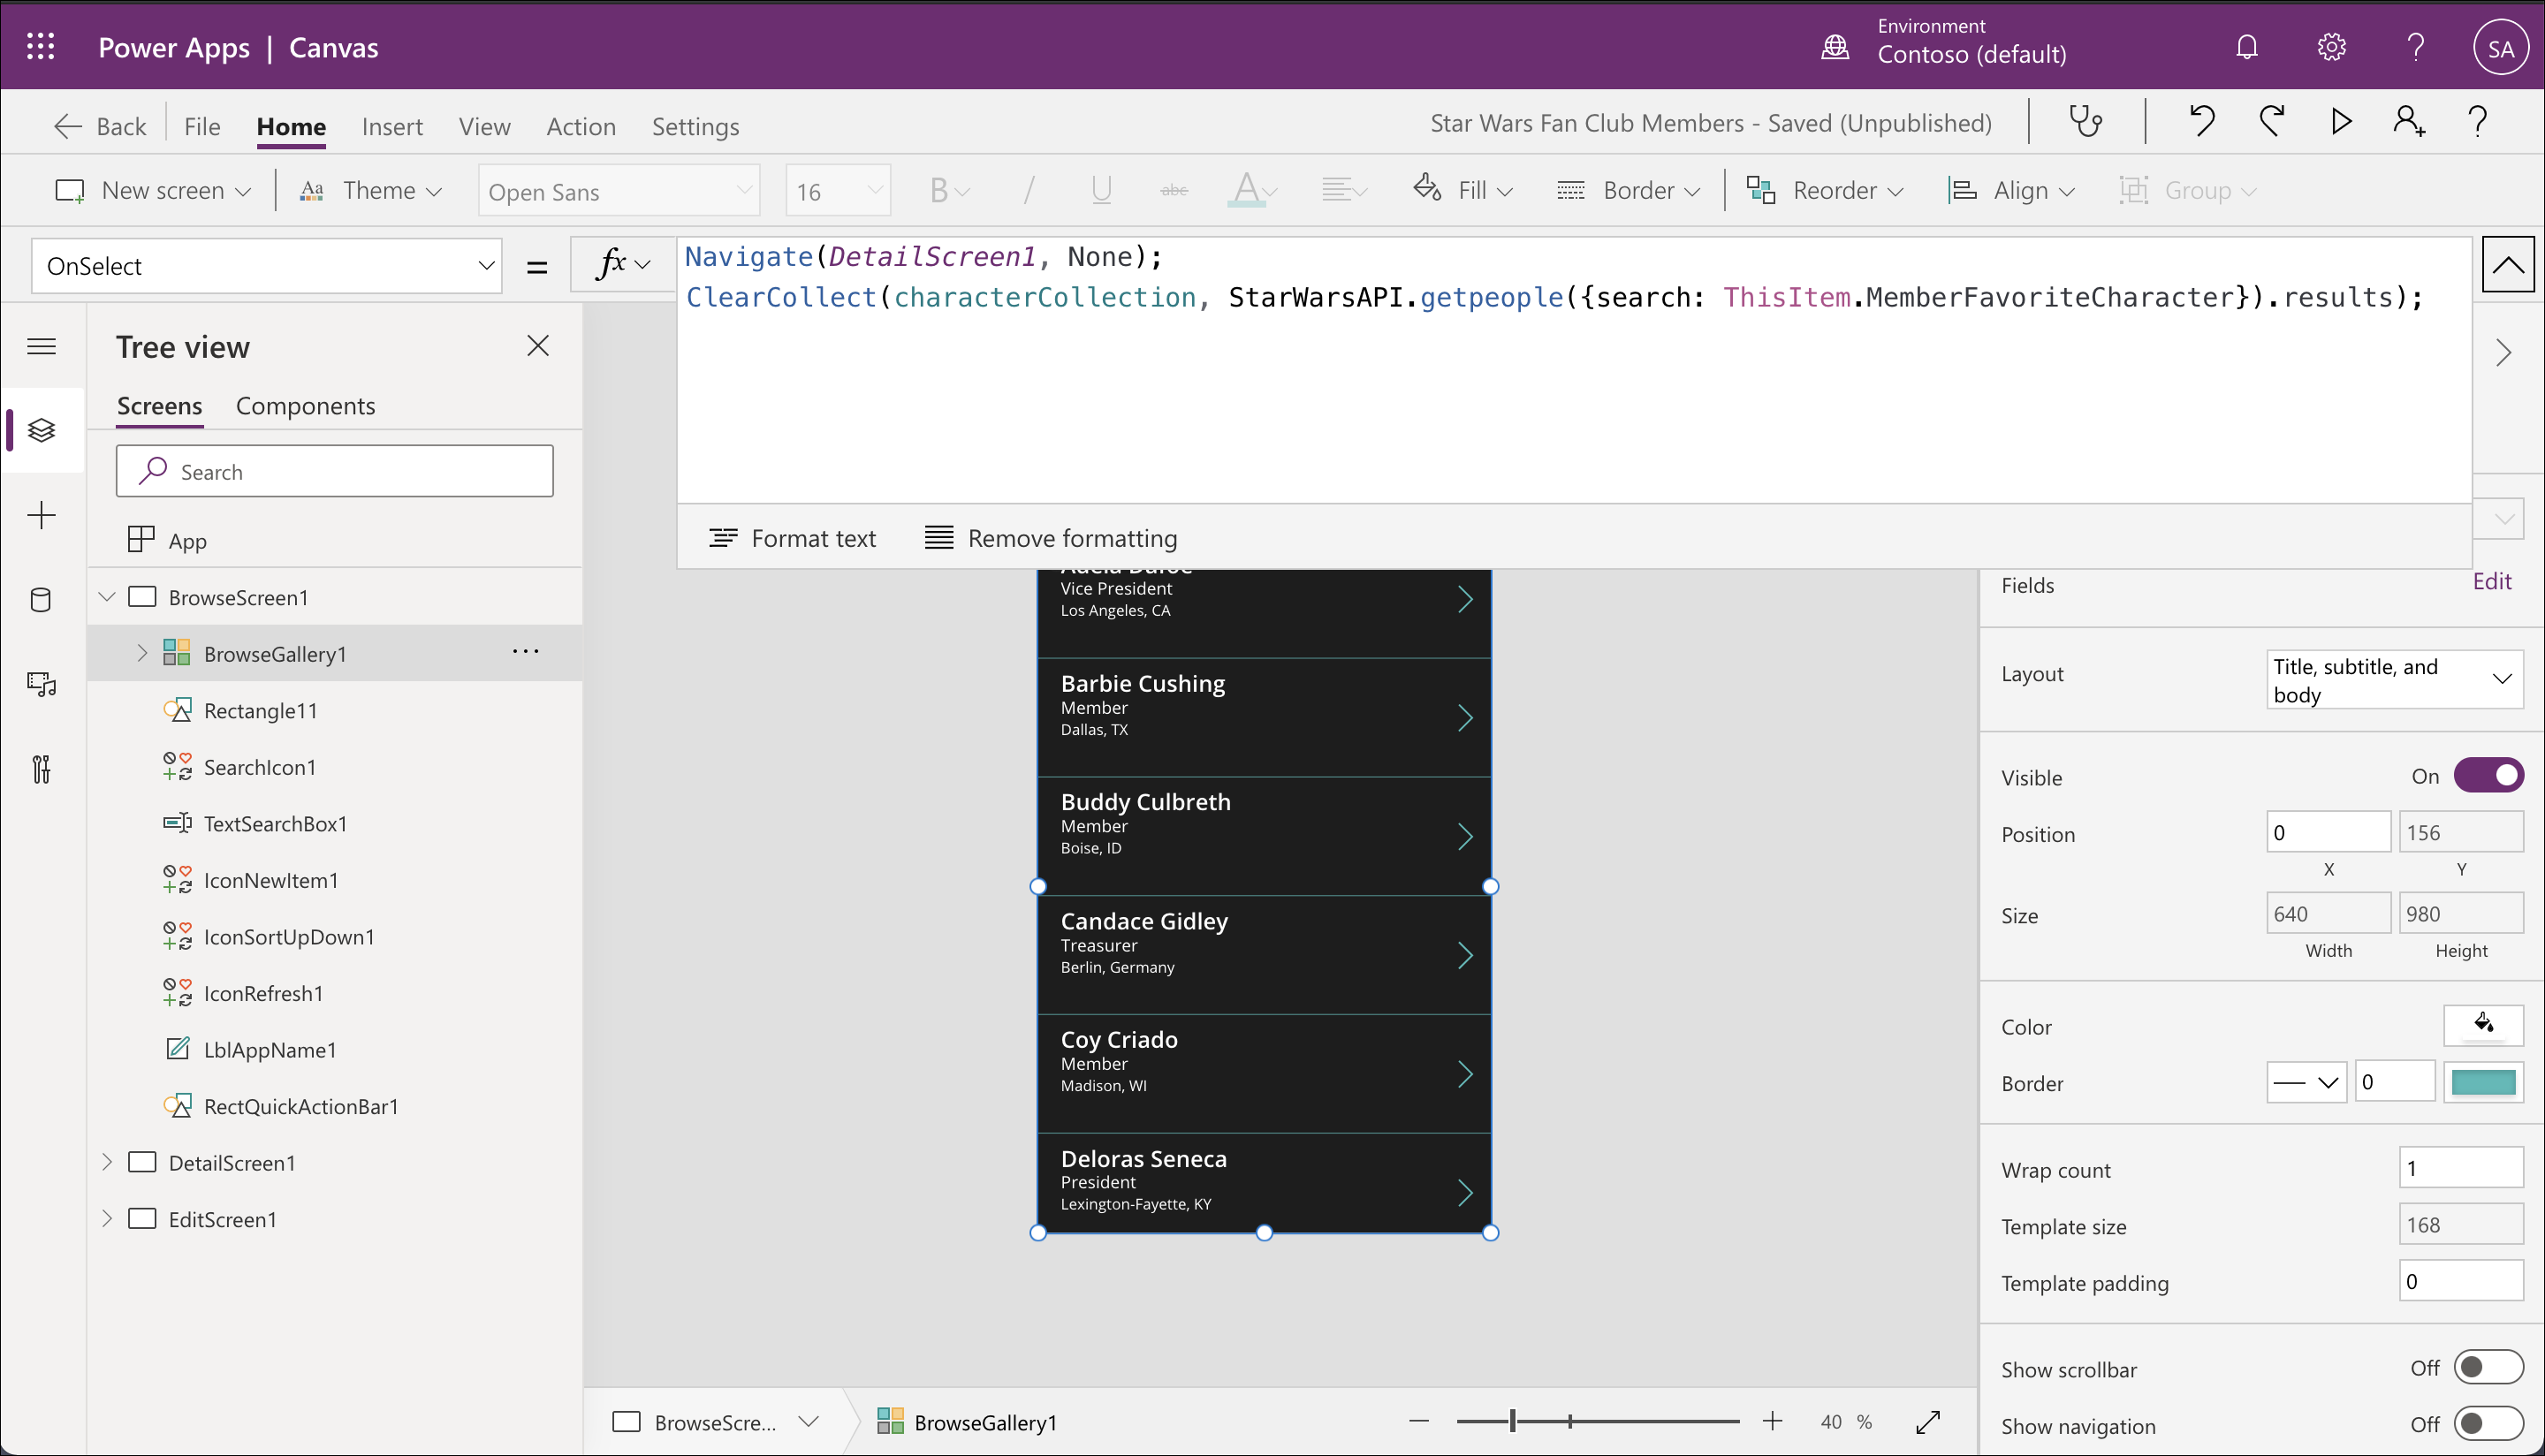 Power Apps | Canvas
Environment
Contoso (default)
SA
Back
File
Home
Insert
View
Action
Settings
Star Wars Fan Club Members - Saved (Unpublished)
New screen
Theme
Open Sans
16
B
/
U
abc
A
Fill
Border
Reorder
Align
Group
OnSelect
=
fx
Navigate(DetailScreen1, None);
ClearCollect(characterCollection, StarWarsAPI.getpeople({search: ThisItem.MemberFavoriteCharacter}).results);
Format text
Remove formatting
Tree view
Screens
Components
Search
App
BrowseScreen1
BrowseGallery1
...
Rectangle11
SearchIcon1
TextSearchBox1
IconNewItem1
IconSortUpDown1
IconRefresh1
LblAppName1
RectQuickActionBar1
DetailScreen1
EditScreen1
Vice President
Los Angeles, CA
Barbie Cushing
Member
Dallas, TX
Buddy Culbreth
Member
Boise, ID
Candace Gidley
Treasurer
Berlin, Germany
Coy Criado
Member
Madison, WI
Deloras Seneca
President
Lexington-Fayette, KY
Fields
Edit
Layout
Title, subtitle, and
body
Visible
On
Position
0
156
X
Y
Size
640
980
Width
Height
Color
Border
0
Wrap count
1
Template size
168
Template padding
0
Show scrollbar
Off
Show navigation
Off
BrowseScre...
BrowseGallery1
40 %